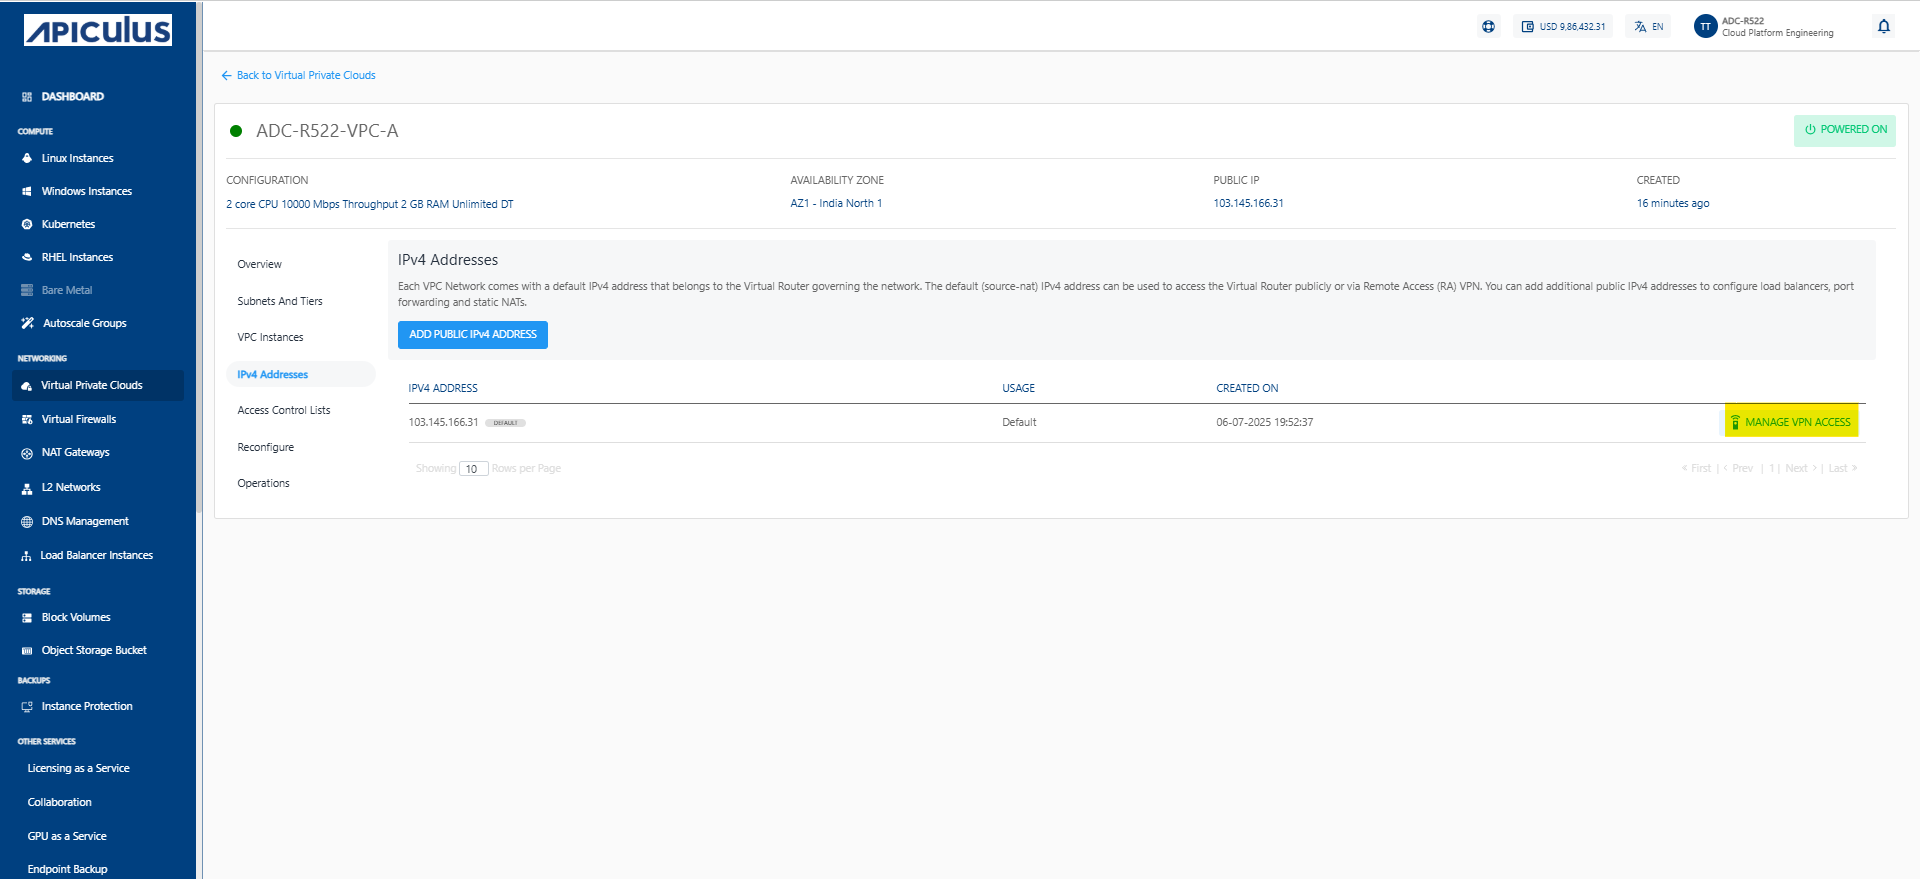 APICULUS
USD 9,86,432.31
EN
TT
ADC-R522
Cloud Platform Engineering
DASHBOARD
COMPUTE
Linux Instances
Windows Instances
Kubernetes
RHEL Instances
Bare Metal
Autoscale Groups
NETWORKING
Virtual Private Clouds
Virtual Firewalls
NAT Gateways
L2 Networks
DNS Management
Load Balancer Instances
STORAGE
Block Volumes
Object Storage Bucket
BACKUPS
Instance Protection
OTHER SERVICES
Licensing as a Service
Collaboration
GPU as a Service
Endpoint Backup
Back to Virtual Private Clouds
ADC-R522-VPC-A
POWERED ON
CONFIGURATION
2 core CPU 10000 Mbps Throughput 2 GB RAM Unlimited DT
AVAILABILITY ZONE
AZ1 - India North 1
PUBLIC IP
103.145.166.31
CREATED
16 minutes ago
Overview
Subnets And Tiers
VPC Instances
IPv4 Addresses
Access Control Lists
Reconfigure
Operations
IPv4 Addresses
Each VPC Network comes with a default IPv4 address that belongs to the Virtual Router governing the network. The default (source-nat) IPv4 address can be used to access the Virtual Router publicly or via Remote Access (RA) VPN. You can add additional public IPv4 addresses to configure load balancers, port
forwarding and static NATs.
ADD PUBLIC IPv4 ADDRESS
IPV4 ADDRESS USAGE CREATED ON
103.145.166.31 DEFAULT Default 06-07-2025 19:52:37 MANAGE VPN ACCESS
Showing 10 Rows per Page
« First | ‹ Prev | 1 | Next › | Last »